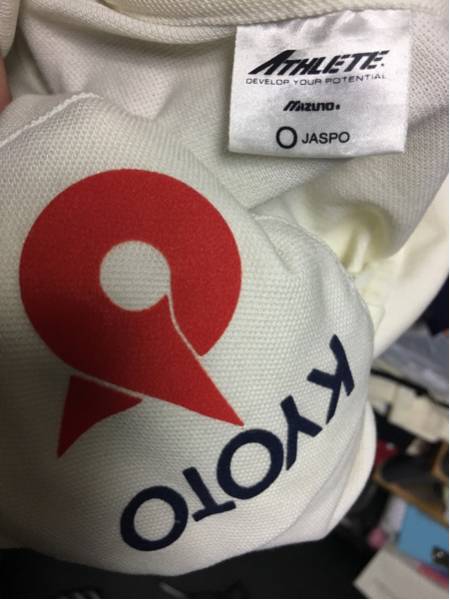 ATHLETE
DEVELOP YOUR POTENTIAL
Mizuno
JASPO
KYOTO